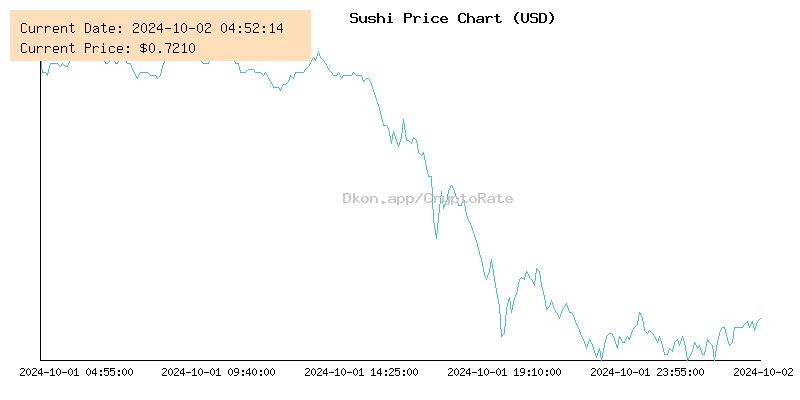 Sushi Price Chart (USD)
Current Date: 2024-10-02 04:52:14
Current Price: $0.7210
Dkon.app/CryptoRate
2024-10-01 04:55:00 2024-10-01 09:40:00 2024-10-01 14:25:00 2024-10-01 19:10:00 2024-10-01 23:55:00 2024-10-02